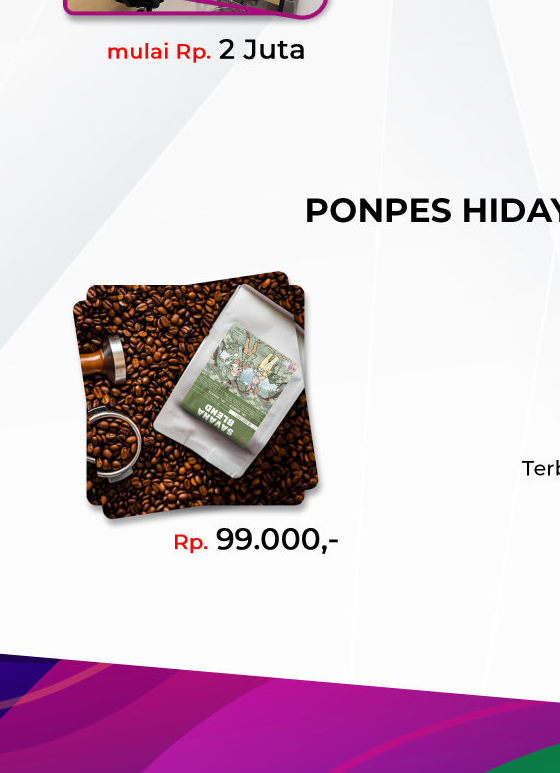 mulai Rp. 2 Juta
PONPES HIDAY
SAVANA
BLEND
Terb
Rp. 99.000,-